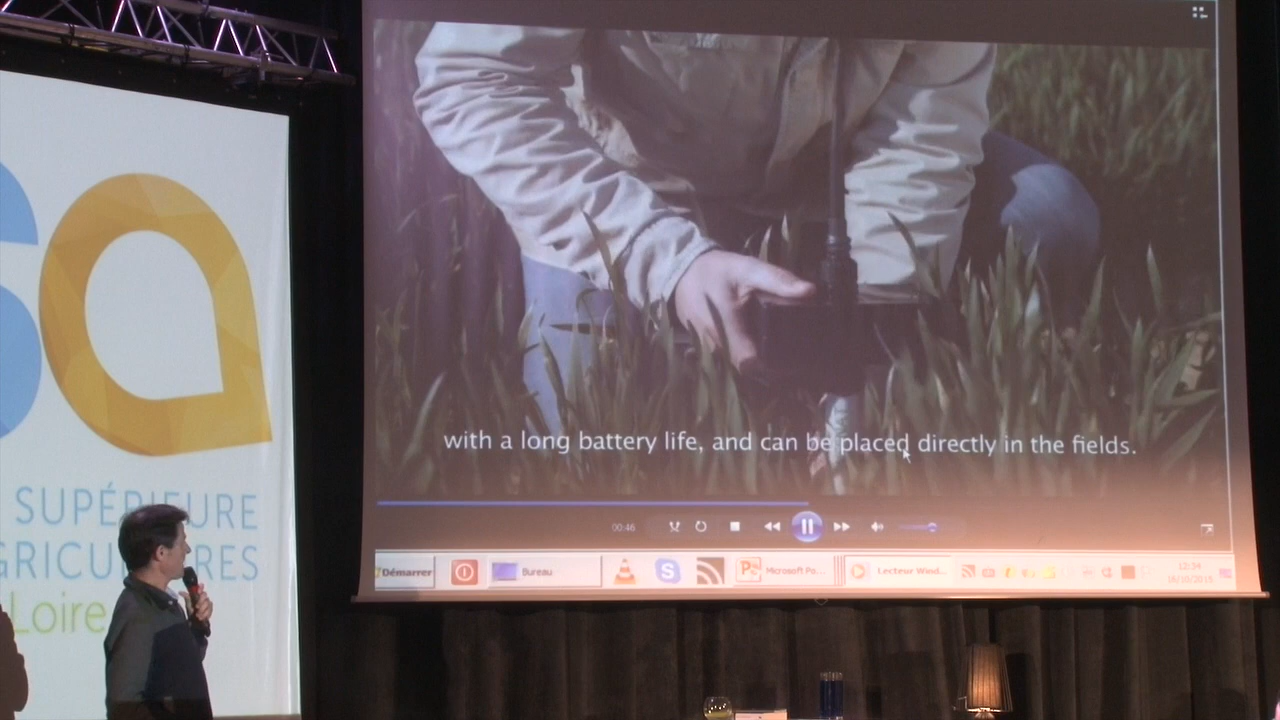 sa
SUPÉRIEURE
GRICULTURES
Loire
with a long battery life, and can be placed directly in the fields.
00:46
Démarrer
Bureau
Microsoft Po...
Lecteur Wind...
12:34